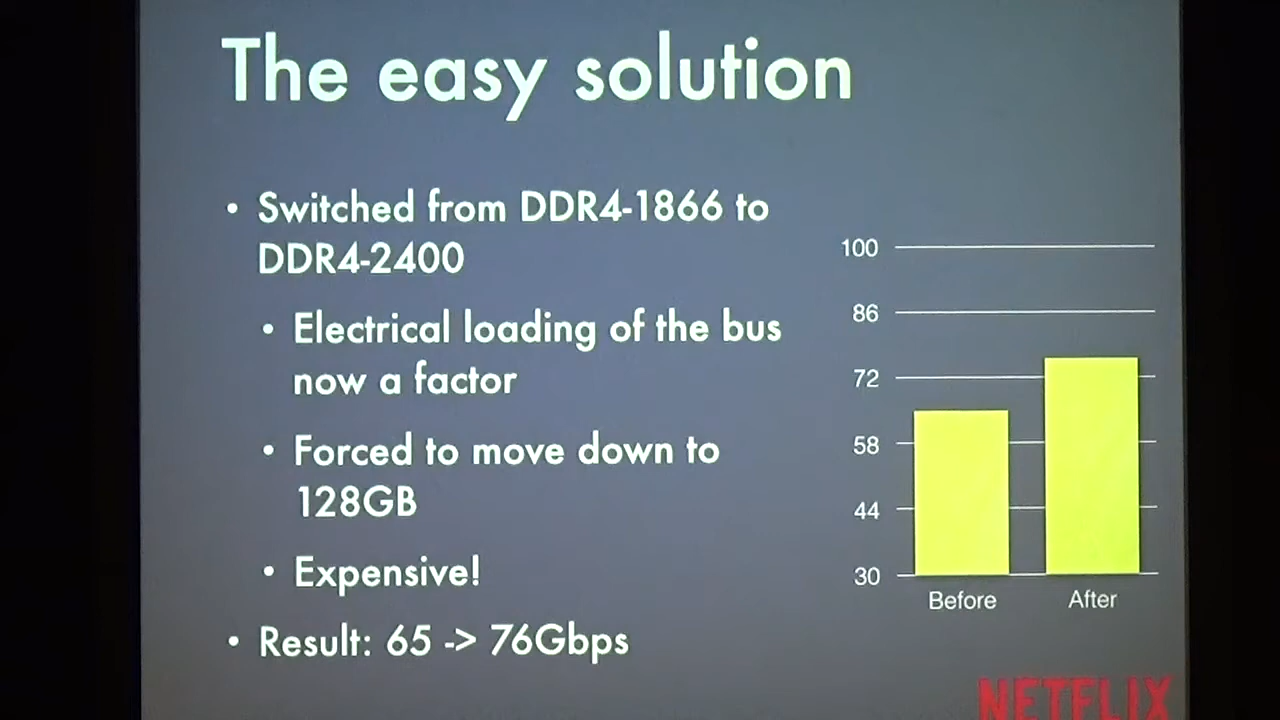 The easy solution
• Switched from DDR4-1866 to
DDR4-2400
• Electrical loading of the bus
now a factor
• Forced to move down to
128GB
• Expensive!
• Result: 65 -> 76Gbps
100
86
72
58
44
30
Before
After
NETFLIX